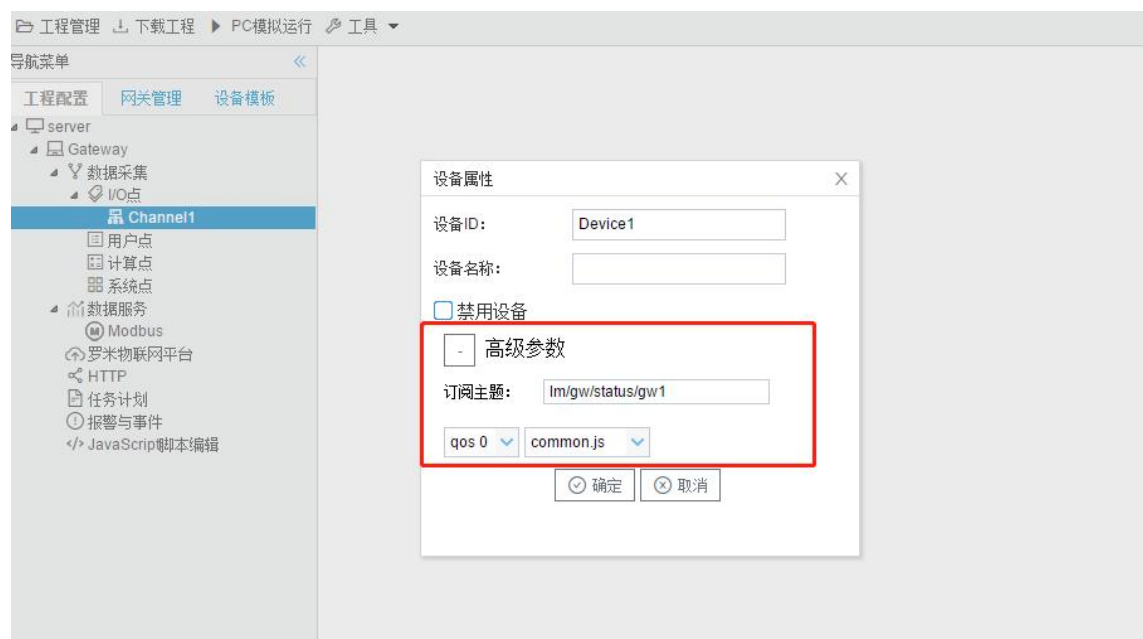 工程管理 下载工程 PC模拟运行 工具
导航菜单
工程配置 网关管理 设备模板
server
Gateway
数据采集
I/O点
Channel1
用户点
计算点
系统点
数据服务
Modbus
罗米物联网平台
HTTP
任务计划
报警与事件
JavaScrip脚本编辑
设备属性
设备ID: Device1
设备名称:
禁用设备
- 高级参数
订阅主题: lm/gw/status/gw1
qos 0 common.js
确定 取消